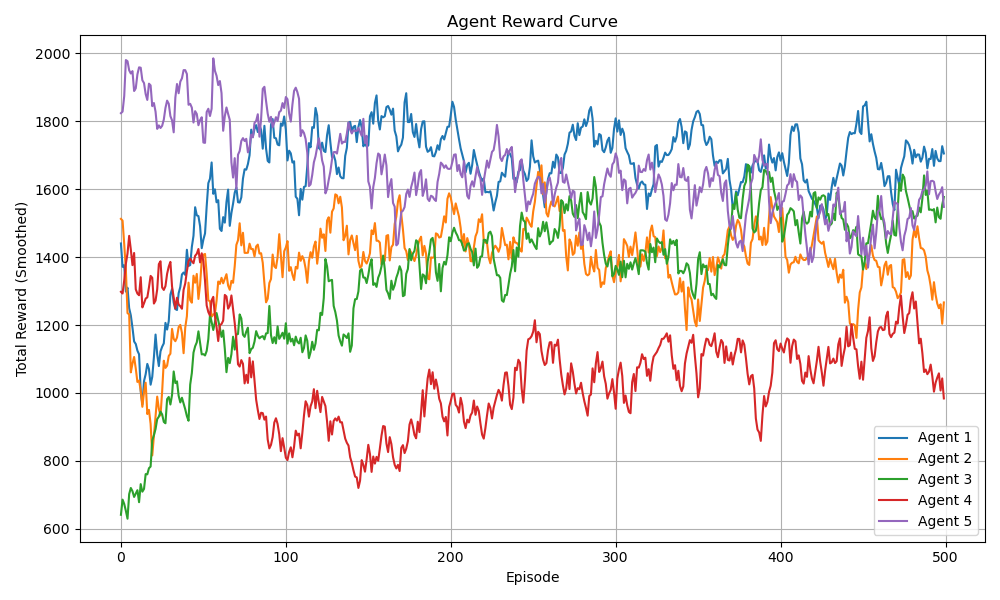 Agent Reward Curve
Total Reward (Smoothed)
2000
1800
1600
1400
1200
1000
800
600
0
100
200
300
400
500
Episode
Agent 1
Agent 2
Agent 3
Agent 4
Agent 5